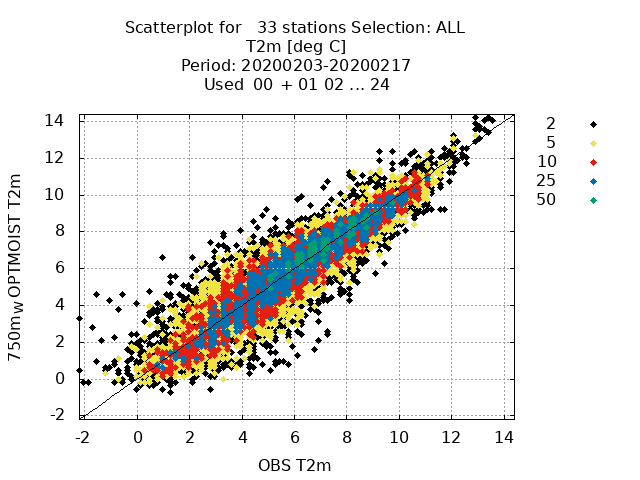 Scatterplot for   33 stations Selection: ALL
T2m [deg C]
Period: 20200203-20200217
Used  00 + 01 02 ... 24
14
12
10
8
6
4
2
0
-2
750mW OPTMOIST T2m
-2 0 2 4 6 8 10 12 14
OBS T2m
2
5
10
25
50